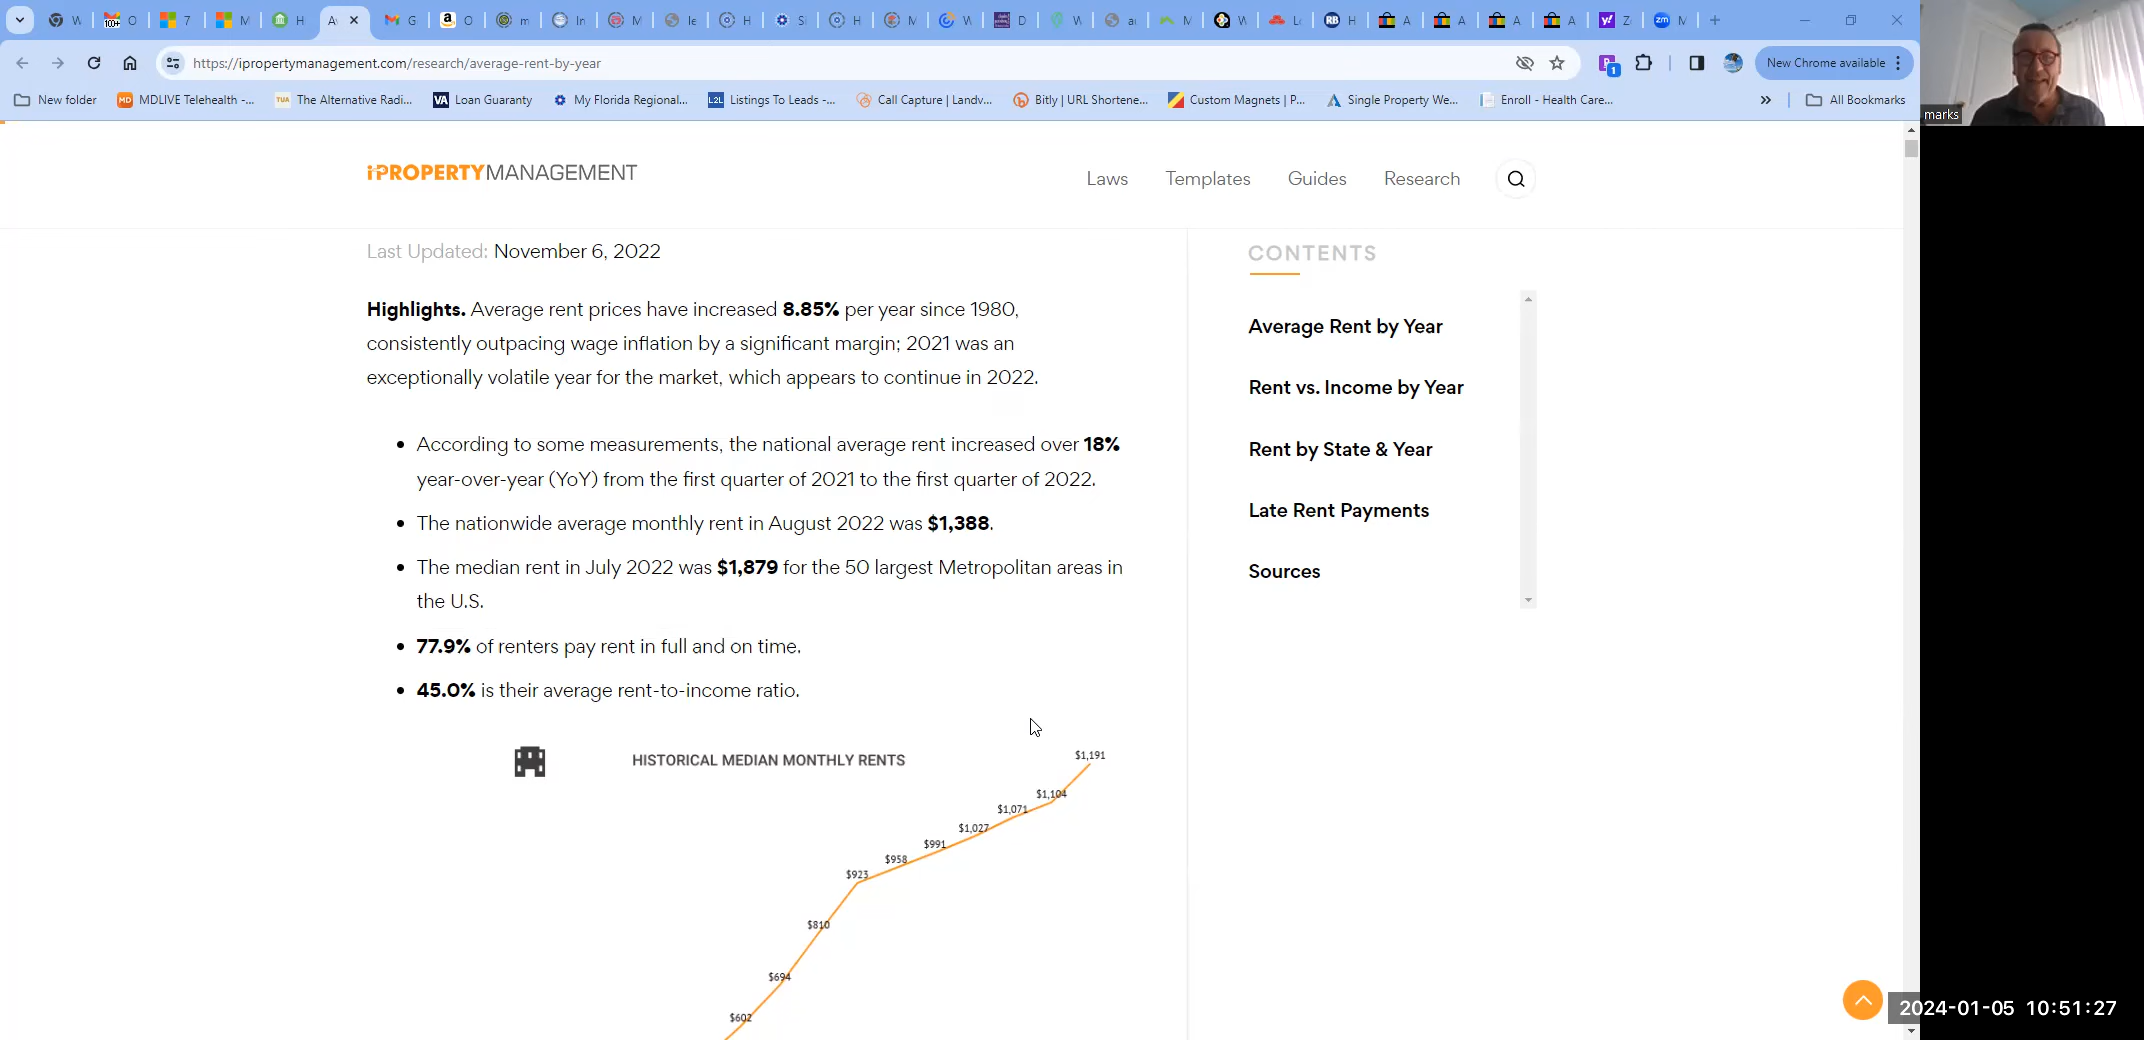 W
O
7
M
H
A
G
O
m
In
M
le
H
Si
H
M
W
D
W
au
M
W
Lo
H
A
A
A
A
Z
M
https://ipropertymanagement.com/research/average-rent-by-year
New Chrome available
New folder
MDLIVE Telehealth -...
The Alternative Radi...
Loan Guaranty
My Florida Regional...
Listings To Leads -...
Call Capture | Landv...
Bitly | URL Shortene...
Custom Magnets | P...
Single Property We...
Enroll - Health Care...
All Bookmarks
marks
iPROPERTYMANAGEMENT
Laws
Templates
Guides
Research
Last Updated: November 6, 2022
Highlights. Average rent prices have increased 8.85% per year since 1980,
consistently outpacing wage inflation by a significant margin; 2021 was an
exceptionally volatile year for the market, which appears to continue in 2022.
According to some measurements, the national average rent increased over 18%
year-over-year (YoY) from the first quarter of 2021 to the first quarter of 2022.
The nationwide average monthly rent in August 2022 was $1,388.
The median rent in July 2022 was $1,879 for the 50 largest Metropolitan areas in
the U.S.
77.9% of renters pay rent in full and on time.
45.0% is their average rent-to-income ratio.
CONTENTS
Average Rent by Year
Rent vs. Income by Year
Rent by State & Year
Late Rent Payments
Sources
HISTORICAL MEDIAN MONTHLY RENTS
$1,191
$1,104
$1,071
$1,027
$991
$958
$923
$810
$694
$602
2024-01-05 10:51:27